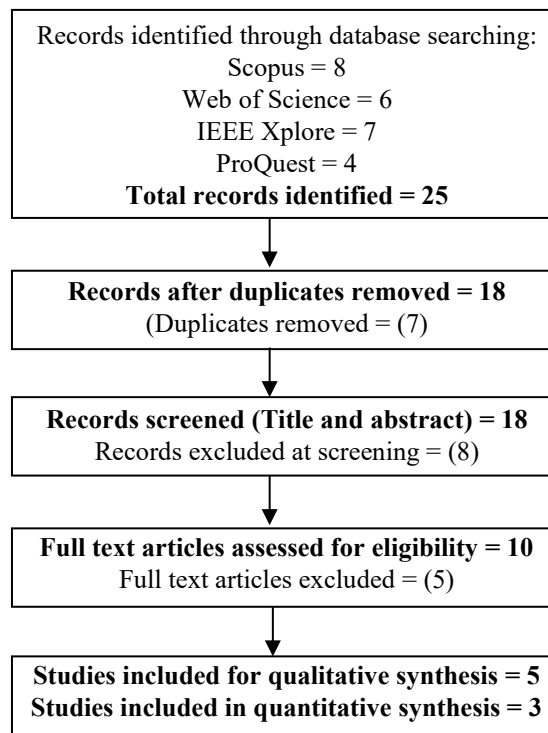 Records identified through database searching:
Scopus = 8
Web of Science = 6
IEEE Xplore = 7
ProQuest = 4
Total records identified = 25
Records after duplicates removed = 18
(Duplicates removed = (7)
Records screened (Title and abstract) = 18
Records excluded at screening = (8)
Full text articles assessed for eligibility = 10
Full text articles excluded = (5)
Studies included for qualitative synthesis = 5
Studies included in quantitative synthesis = 3